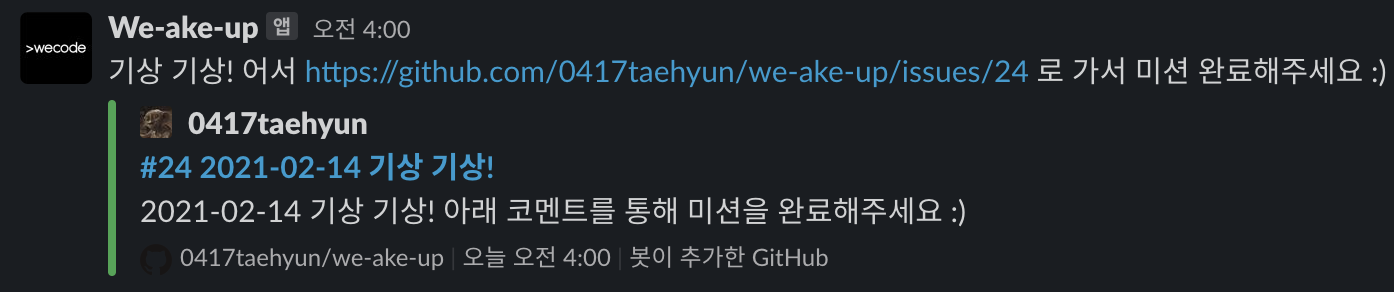 >wecode
We-ake-up 앱 오전 4:00
기상 기상! 어서 https://github.com/0417taehyun/we-ake-up/issues/24 로 가서 미션 완료해주세요 :)
0417taehyun
#24 2021-02-14 기상 기상!
2021-02-14 기상 기상! 아래 코멘트를 통해 미션을 완료해주세요 :)
0417taehyun/we-ake-up | 오늘 오전 4:00 | 봇이 추가한 GitHub